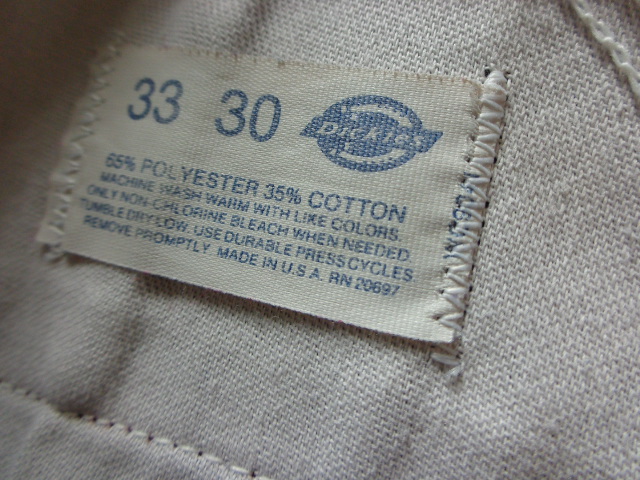 33 30 DICKIES
65% POLYESTER 35% COTTON
MACHINE WASH WARM WITH LIKE COLORS.
ONLY NON-CHLORINE BLEACH WHEN NEEDED.
TUMBLE DRY LOW. USE DURABLE PRESS CYCLES.
REMOVE PROMPTLY. MADE IN U.S.A. RN 20697